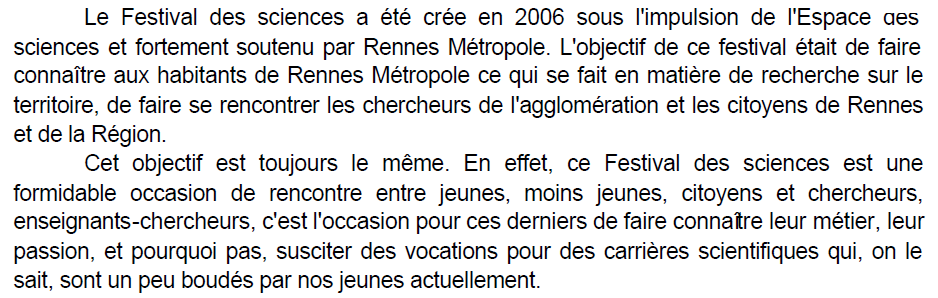 Le Festival des sciences a été crée en 2006 sous l'impulsion de l'Espace des
sciences et fortement soutenu par Rennes Métropole. L'objectif de ce festival était de faire
connaître aux habitants de Rennes Métropole ce qui se fait en matière de recherche sur le
territoire, de faire se rencontrer les chercheurs de l'agglomération et les citoyens de Rennes
et de la Région.
Cet objectif est toujours le même. En effet, ce Festival des sciences est une
formidable occasion de rencontre entre jeunes, moins jeunes, citoyens et chercheurs,
enseignants-chercheurs, c'est l'occasion pour ces derniers de faire connaître leur métier, leur
passion, et pourquoi pas, susciter des vocations pour des carrières scientifiques qui, on le
sait, sont un peu boudés par nos jeunes actuellement.